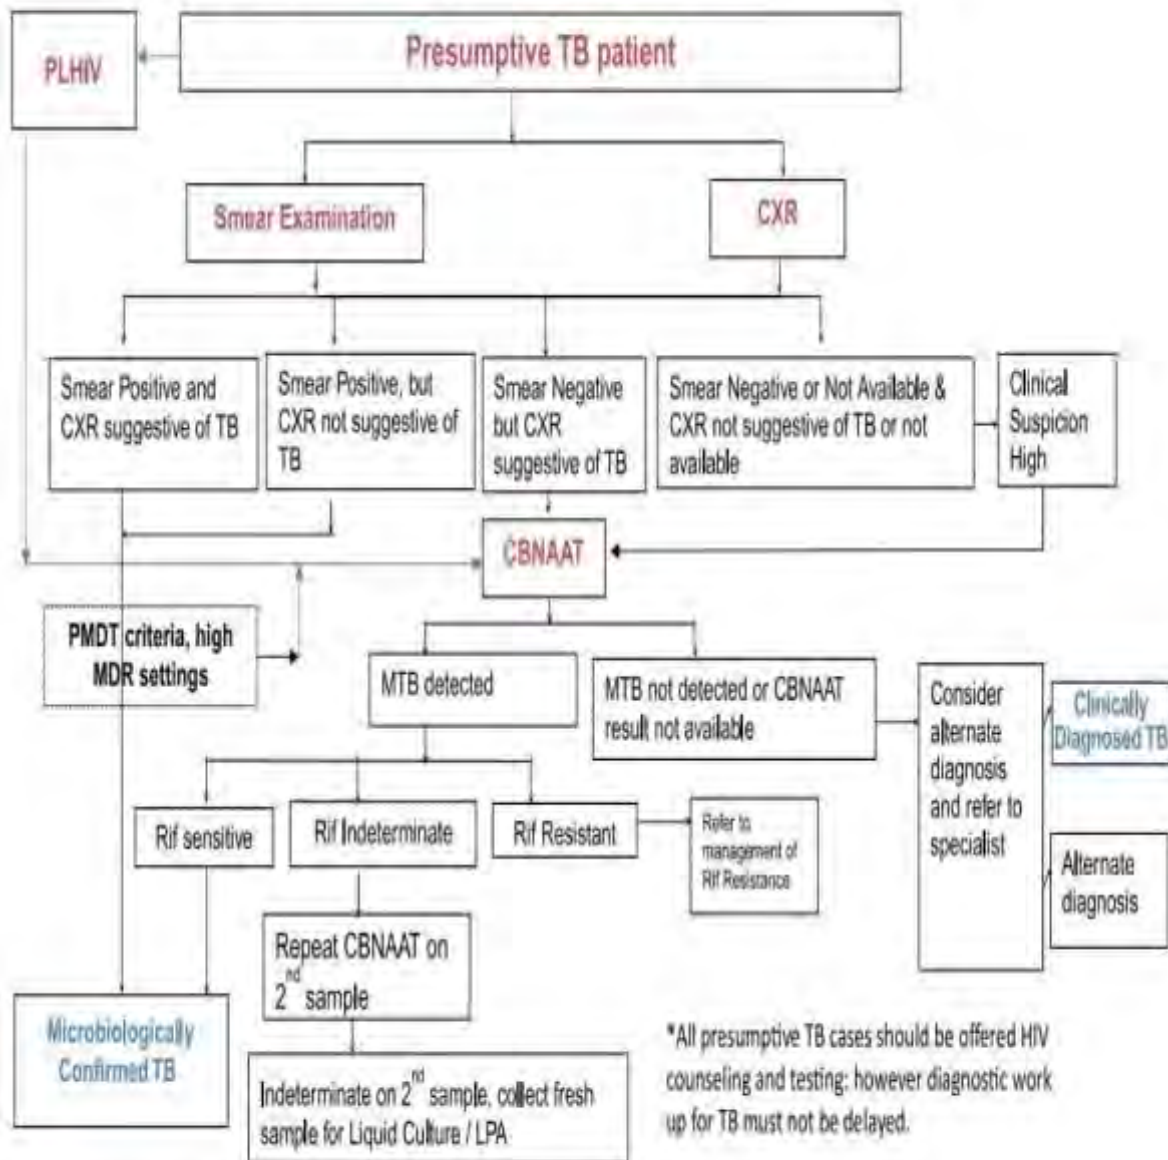 PLHIV
Presumptive TB patient
Smear Examination
CXR
Smear Positive and
CXR suggestive of TB
Smear Positive, but
CXR not suggestive of
TB
Smear Negative
but CXR
suggestive of TB
Smear Negative or Not Available &
CXR not suggestive of TB or not
available
Clinical
Suspicion
High
CBNAAT
PMDT criteria, high
MDR settings
MTB detected
MTB not detected or CBNAAT
result not available
Consider
alternate
diagnosis
and refer to
specialist
Clinically
Diagnosed TB
Alternate
diagnosis
Rif sensitive
Rif Indeterminate
Rif Resistant
Refer to
management of
Rif Resistance
Repeat CBNAAT on
2nd sample
Microbiologically
Confirmed TB
Indeterminate on 2nd sample, collect fresh
sample for Liquid Culture / LPA
*All presumptive TB cases should be offered HIV
counseling and testing: however diagnostic work
up for TB must not be delayed.